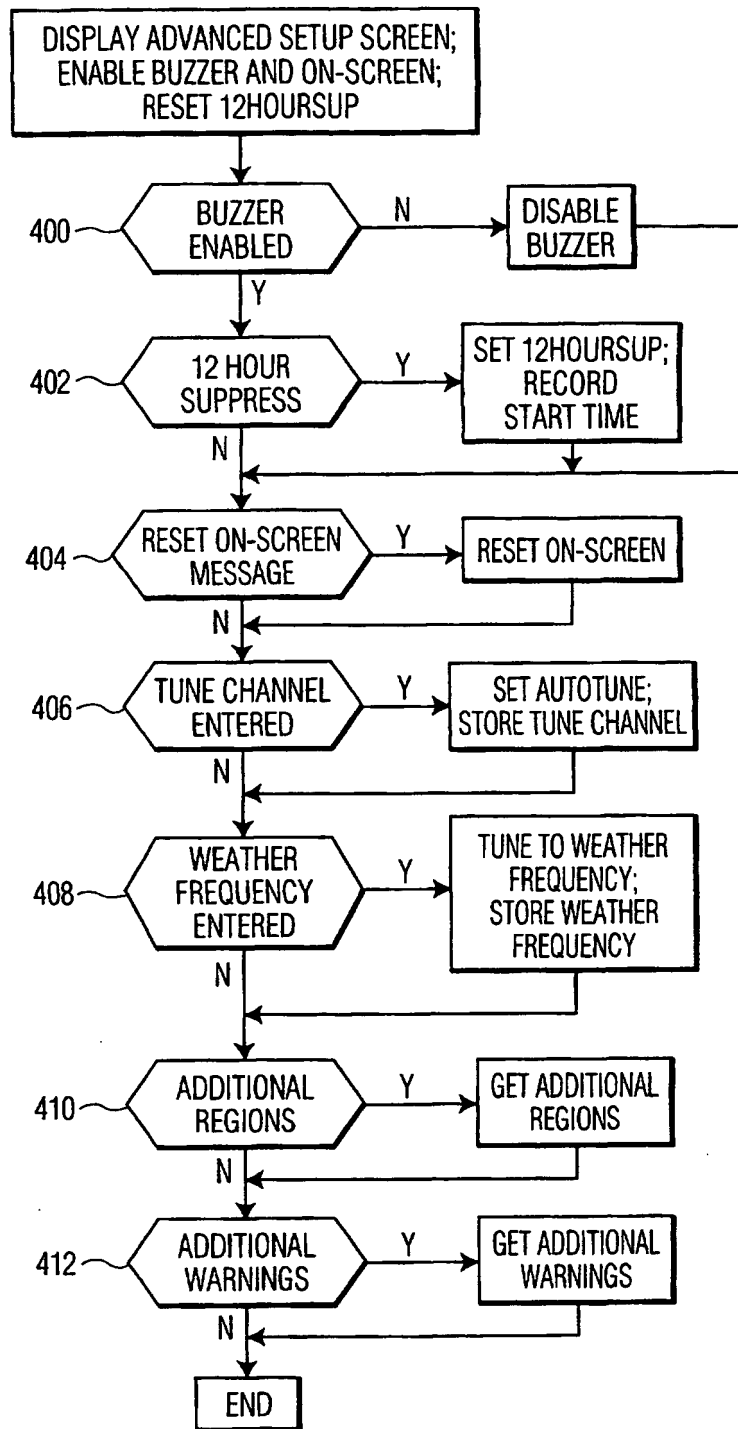 DISPLAY ADVANCED SETUP SCREEN;
ENABLE BUZZER AND ON-SCREEN;
RESET 12HOURSUP
400
BUZZER
ENABLED
N
DISABLE
BUZZER
Y
402
12 HOUR
SUPPRESS
Y
SET 12HOURSUP;
RECORD
START TIME
N
404
RESET ON-SCREEN
MESSAGE
Y
RESET ON-SCREEN
N
406
TUNE CHANNEL
ENTERED
Y
SET AUTOTUNE;
STORE TUNE CHANNEL
N
408
WEATHER
FREQUENCY
ENTERED
Y
TUNE TO WEATHER
FREQUENCY;
STORE WEATHER
FREQUENCY
N
410
ADDITIONAL
REGIONS
Y
GET ADDITIONAL
REGIONS
N
412
ADDITIONAL
WARNINGS
Y
GET ADDITIONAL
WARNINGS
N
END